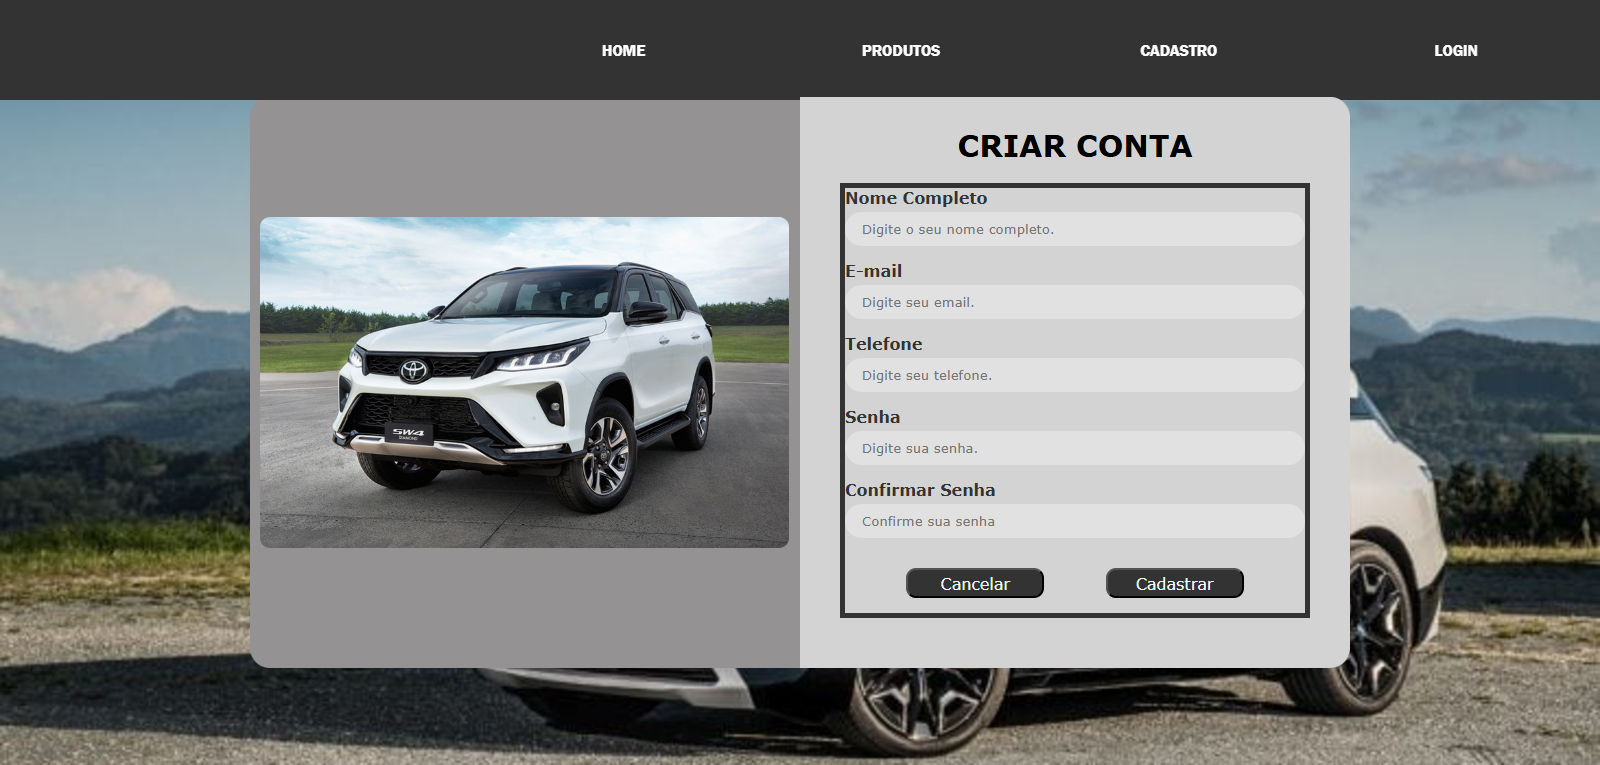 HOME PRODUTOS CADASTRO LOGIN
CRIAR CONTA
Nome Completo
Digite o seu nome completo.
E-mail
Digite seu email.
Telefone
Digite seu telefone.
Senha
Digite sua senha.
Confirmar Senha
Confirme sua senha
Cancelar Cadastrar
SW4
DIAMOND